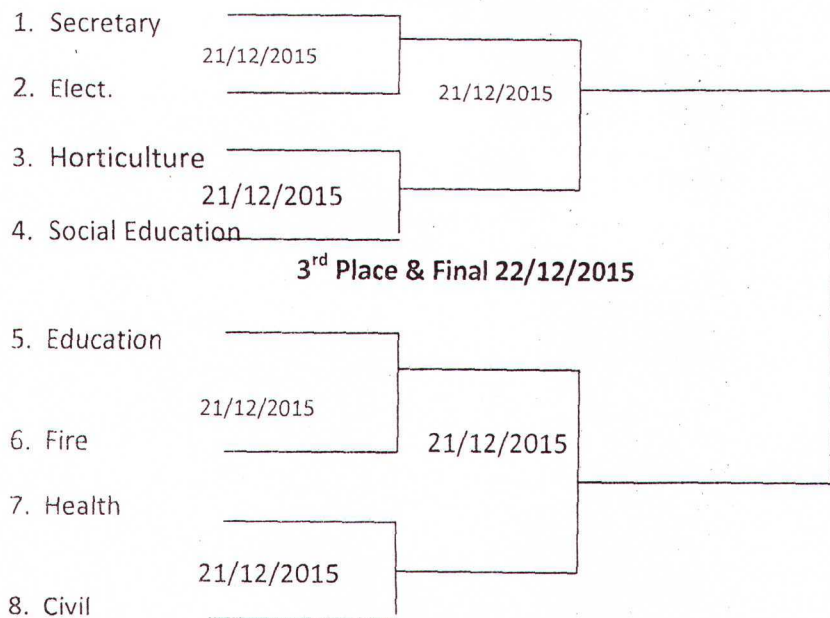 1. Secretary
21/12/2015
2. Elect.
21/12/2015
3. Horticulture
21/12/2015
4. Social Education
3rd Place & Final 22/12/2015
5. Education
21/12/2015
6. Fire
21/12/2015
7. Health
21/12/2015
8. Civil